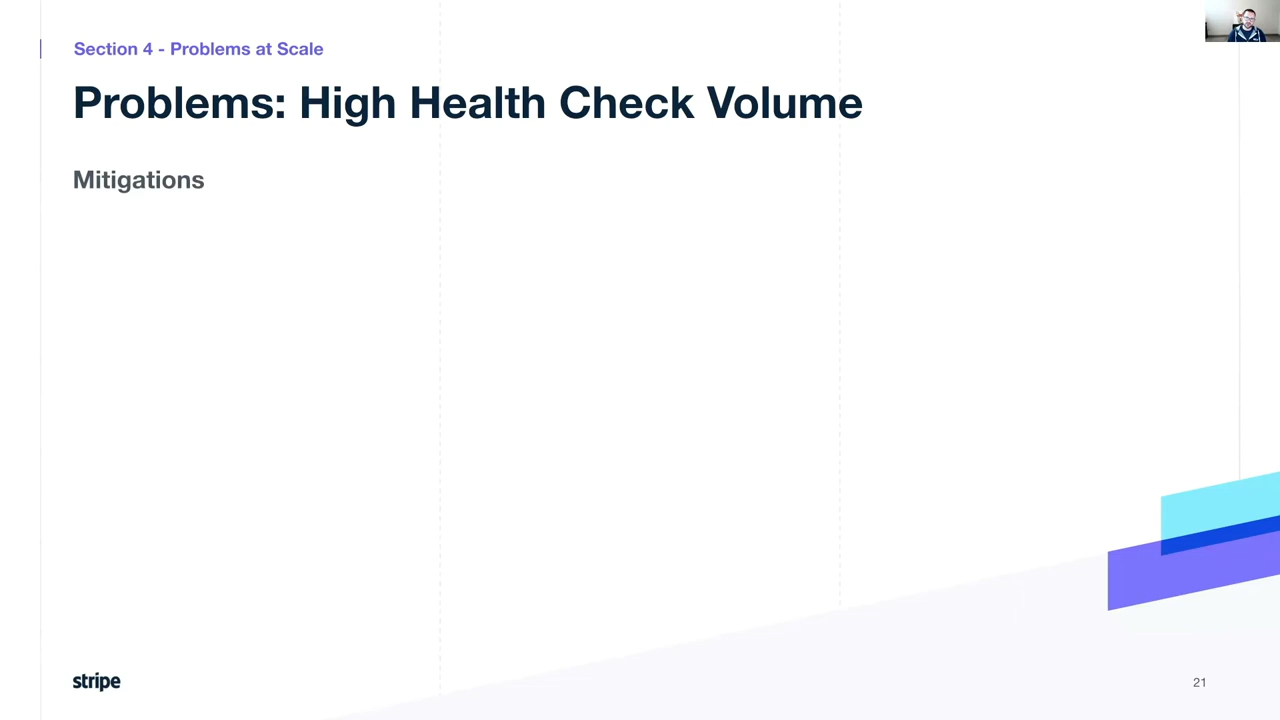 Section 4 - Problems at Scale
Problems: High Health Check Volume
Mitigations
stripe
21